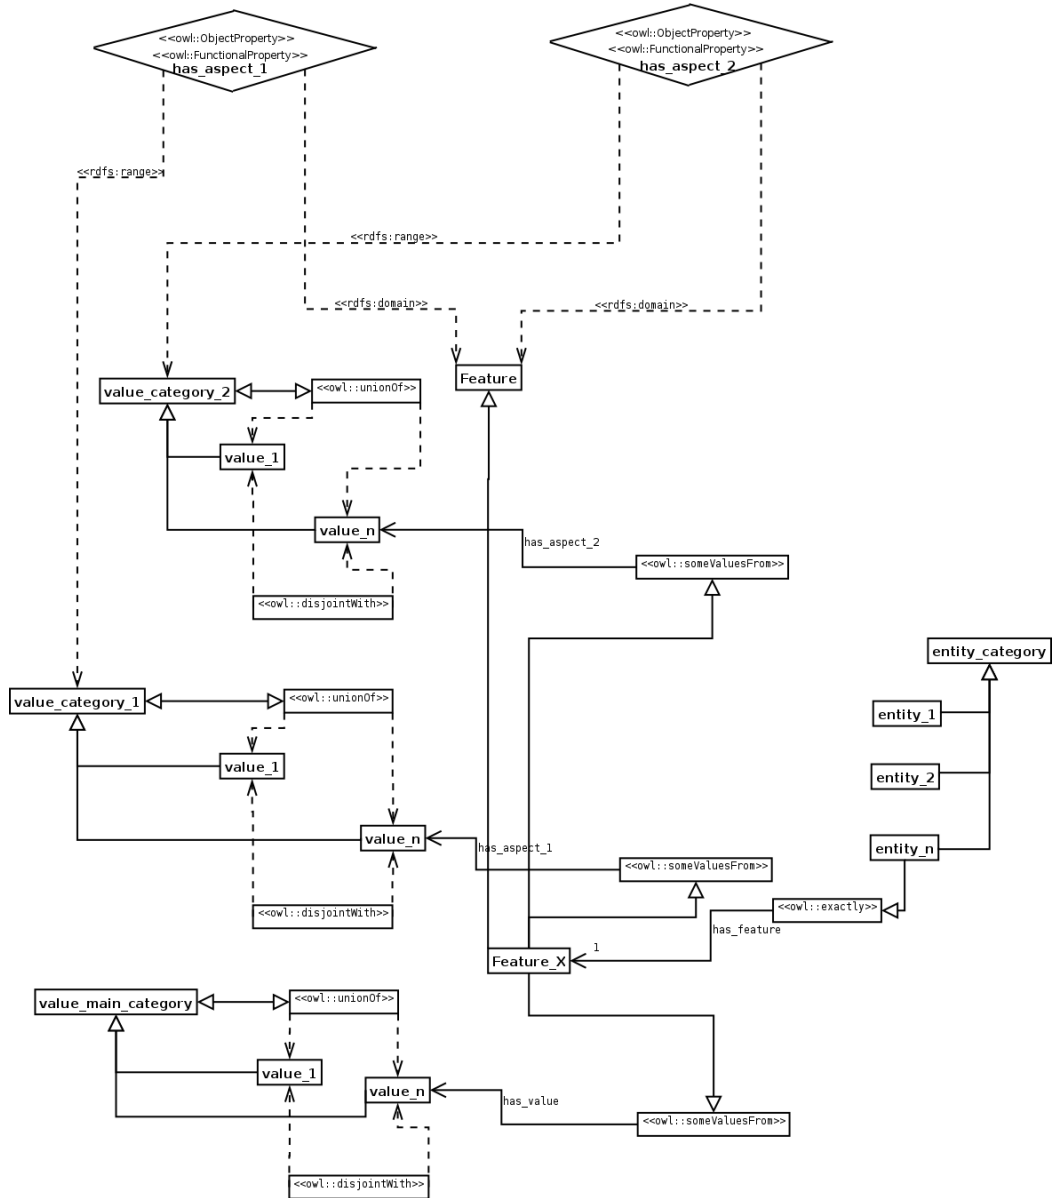 <<owl::ObjectProperty>>
<<owl::FunctionalProperty>>
has_aspect_1
<<owl::ObjectProperty>>
<<owl::FunctionalProperty>>
has_aspect_2
<<rdfs:range>>
<<rdfs:range>>
<<rdfs:domain>>
<<rdfs:domain>>
Feature
value_category_2
<<owl::unionOf>>
value_1
value_n
has_aspect_2
<<owl::someValuesFrom>>
<<owl::disjointWith>>
entity_category
value_category_1
<<owl::unionOf>>
entity_1
value_1
entity_2
value_n
has_aspect_1
entity_n
<<owl::someValuesFrom>>
<<owl::disjointWith>>
<<owl::exactly>>
has_feature
1
Feature_X
value_main_category
<<owl::unionOf>>
value_1
value_n
has_value
<<owl::someValuesFrom>>
<<owl::disjointWith>>